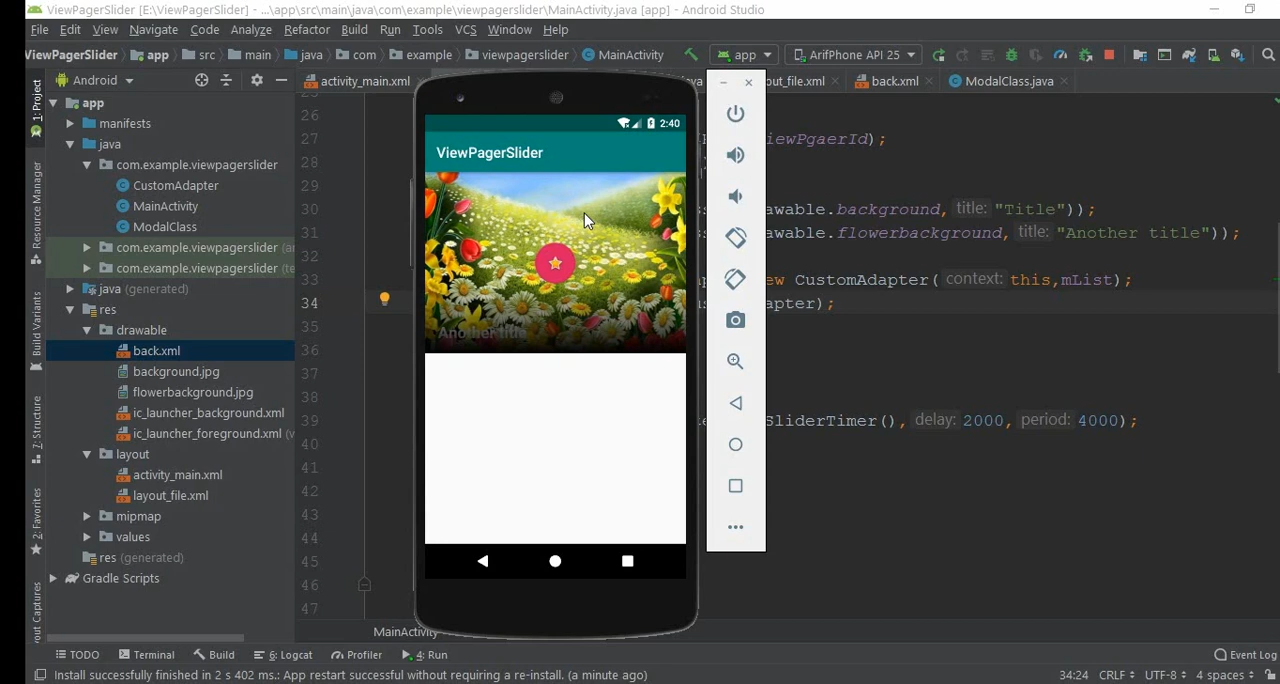 ViewPagerSlider [E:\ViewPagerSlider] - ...\app\src\main\java\com\example\viewpagerslider\MainActivity.java [app] - Android Studio
File Edit View Navigate Code Analyze Refactor Build Run Tools VCS Window Help
ViewPagerSlider app src main java com example viewpagerslider MainActivity app ArifPhone API 25
Android activity_main.xml out_file.xml back.xml ModalClass.java
1: Project
Resource Manager
Build Variants
7: Structure
2: Favorites
out Captures
app
manifests
java
com.example.viewpagerslider
CustomAdapter
MainActivity
ModalClass
com.example.viewpagerslider (
com.example.viewpagerslider (te
java (generated)
res
drawable
back.xml
background.jpg
flowerbackground.jpg
ic_launcher_background.xml
ic_launcher_foreground.xml (v
layout
activity_main.xml
layout_file.xml
mipmap
values
res (generated)
Gradle Scripts
26
27 iewPgaerId);
28
29
30 awable.background, title: "Title"));
31 awable.flowerbackground, title: "Another title"));
32
33 ew CustomAdapter( context: this,mList);
34 apter);
35
36
37
38
39 SliderTimer(), delay: 2000, period: 4000);
40
41
42
43
44
45
46
47
2:40
ViewPagerSlider
Another title
MainActivity
TODO Terminal Build 6: Logcat Profiler 4: Run Event Log
Install successfully finished in 2 s 402 ms.: App restart successful without requiring a re-install. (a minute ago) 34:24 CRLF UTF-8 4 spaces